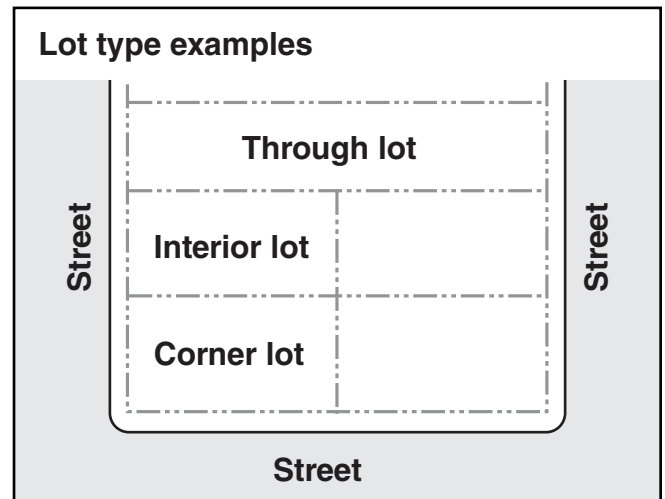 Lot type examples
Through lot
Street
Interior lot
Street
Corner lot
Street